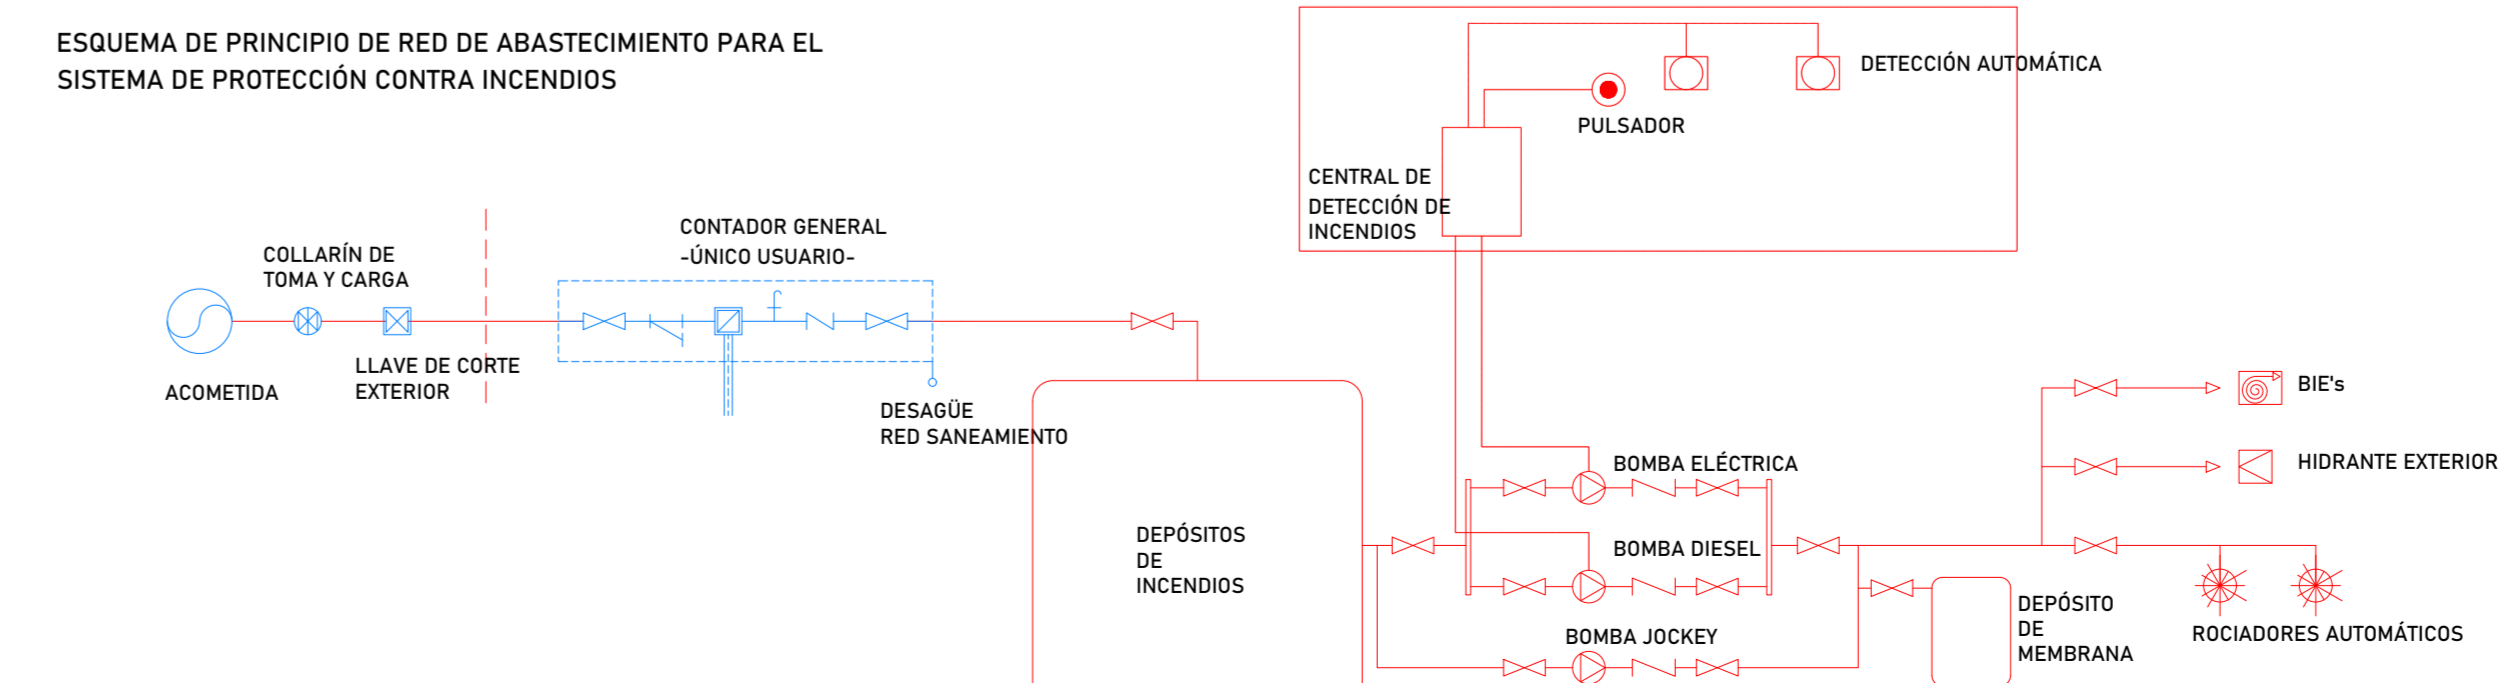 ESQUEMA DE PRINCIPIO DE RED DE ABASTECIMIENTO PARA EL
SISTEMA DE PROTECCIÓN CONTRA INCENDIOS
DETECCIÓN AUTOMÁTICA
PULSADOR
CENTRAL DE
DETECCIÓN DE
INCENDIOS
CONTADOR GENERAL
-ÚNICO USUARIO-
COLLARÍN DE
TOMA Y CARGA
LLAVE DE CORTE
EXTERIOR
ACOMETIDA
DESAGÜE
RED SANEAMIENTO
BIE's
HIDRANTE EXTERIOR
BOMBA ELÉCTRICA
DEPÓSITOS
DE
INCENDIOS
BOMBA DIESEL
BOMBA JOCKEY
DEPÓSITO
DE
MEMBRANA
ROCIADORES AUTOMÁTICOS